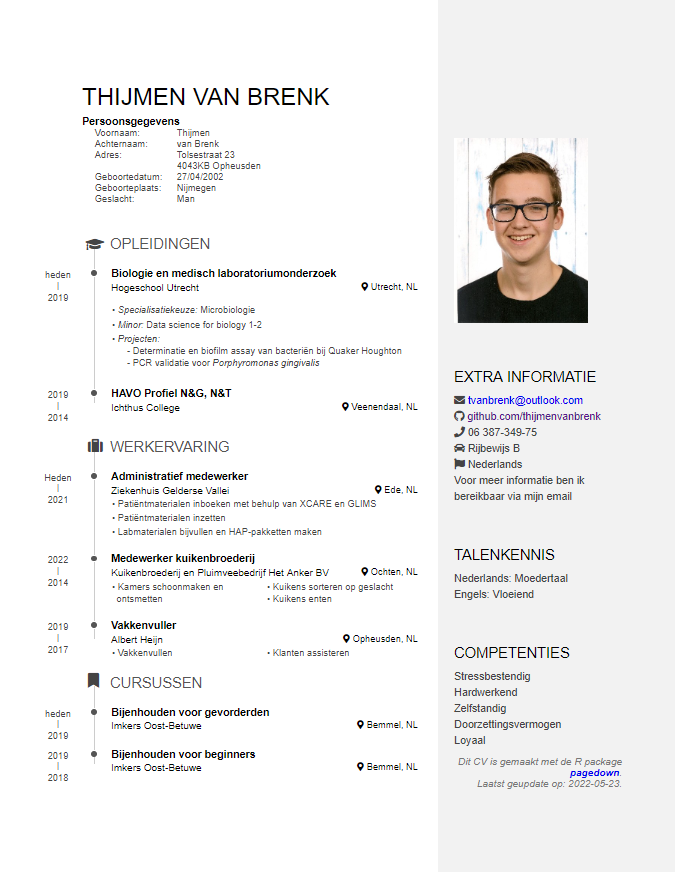 THIJMEN VAN BRENK
Persoonsgegevens
Voornaam: Thijmen
Achternaam: van Brenk
Adres: Tolsestraat 23
4043KB Opheusden
Geboortedatum: 27/04/2002
Geboorteplaats: Nijmegen
Geslacht: Man
OPLEIDINGEN
heden
|
2019
Biologie en medisch laboratoriumonderzoek
Hogeschool Utrecht Utrecht, NL
• Specialisatiekeuze: Microbiologie
• Minor: Data science for biology 1-2
• Projecten:
- Determinatie en biofilm assay van bacteriën bij Quaker Houghton
- PCR validatie voor Porphyromonas gingivalis
2019
|
2014
HAVO Profiel N&G, N&T
Ichthus College Veenendaal, NL
WERKERVARING
Heden
|
2021
Administratief medewerker
Ziekenhuis Gelderse Vallei Ede, NL
• Patiëntmaterialen inboeken met behulp van XCARE en GLIMS
• Patiëntmaterialen inzetten
• Labmaterialen bijvullen en HAP-pakketten maken
2022
|
2014
Medewerker kuikenbroederij
Kuikenbroederij en Pluimveebedrijf Het Anker BV Ochten, NL
• Kamers schoonmaken en ontsmetten
• Kuikens sorteren op geslacht
• Kuikens enten
2019
|
2017
Vakkenvuller
Albert Heijn Opheusden, NL
• Vakkenvullen • Klanten assisteren
CURSUSSEN
heden
|
2019
Bijenhouden voor gevorderden
Imkers Oost-Betuwe Bemmel, NL
2019
|
2018
Bijenhouden voor beginners
Imkers Oost-Betuwe Bemmel, NL
EXTRA INFORMATIE
tvanbrenk@outlook.com
github.com/thijmenvanbrenk
06 387-349-75
Rijbewijs B
Nederlands
Voor meer informatie ben ik
bereikbaar via mijn email
TALENKENNIS
Nederlands: Moedertaal
Engels: Vloeiend
COMPETENTIES
Stressbestendig
Hardwerkend
Zelfstandig
Doorzettingsvermogen
Loyaal
Dit CV is gemaakt met de R package
pagedown.
Laatst geupdate op: 2022-05-23.